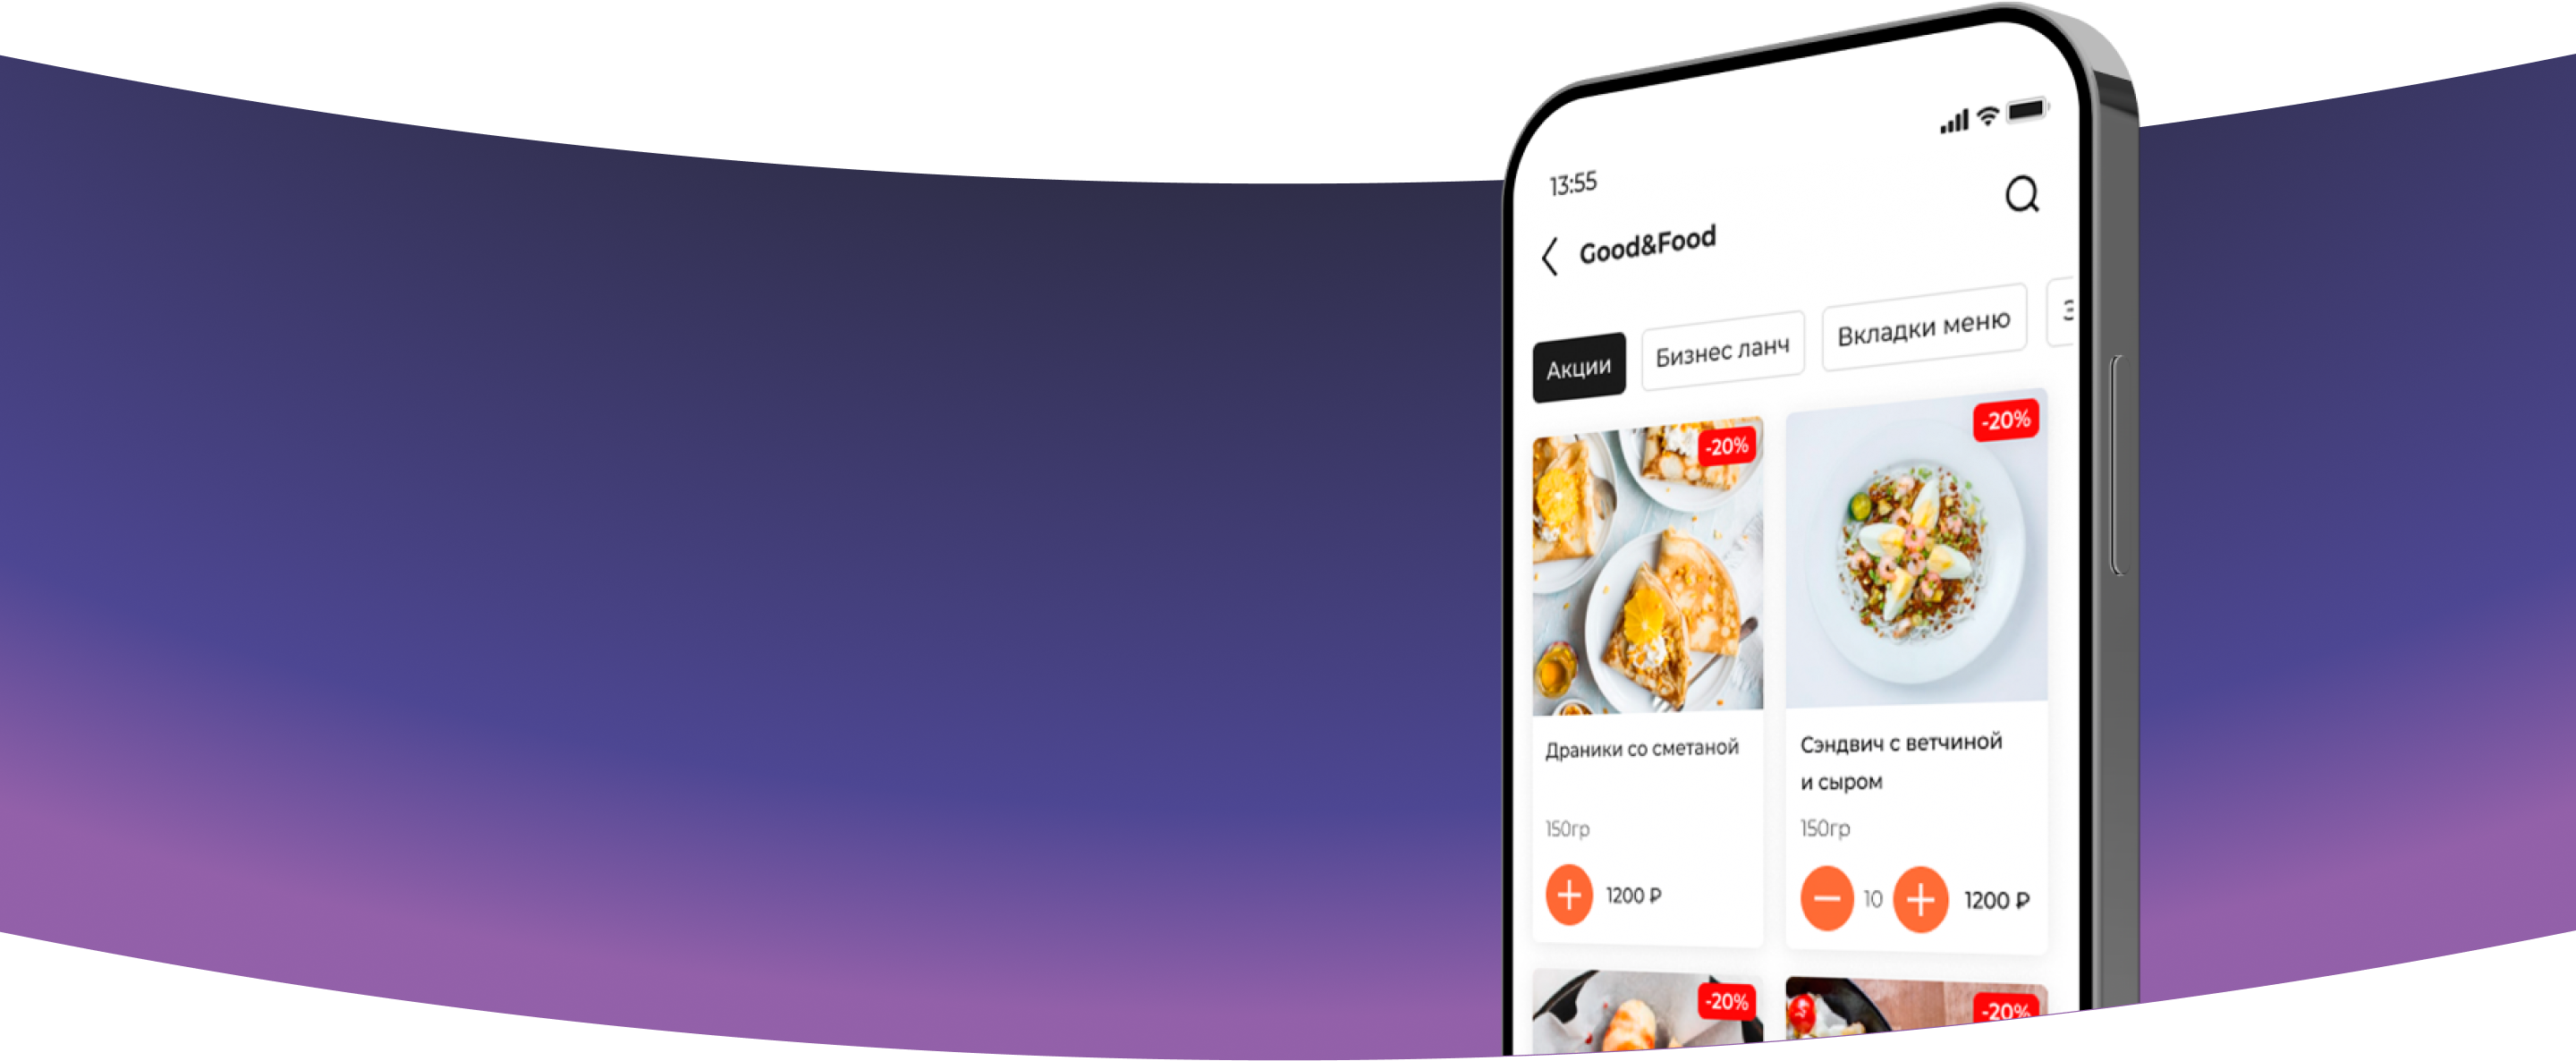 13:55
Good&Food
Акции
Бизнес ланч
Вкладки меню
-20%
-20%
Драники со сметаной
Сэндвич с ветчиной
и сыром
150гр
150гр
1200 ₽
10
1200 ₽
-20%
-20%